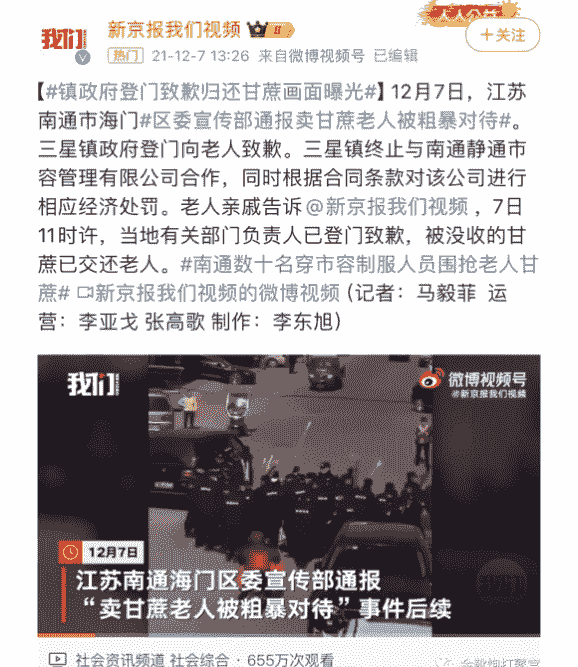 我们
新京报我们视频
+关注
热门 21-12-7 13:26 来自微博视频号 已编辑
【#镇政府登门致歉归还甘蔗画面曝光#】12月7日，江苏
南通市海门#区委宣传部通报卖甘蔗老人被粗暴对待#。
三星镇政府登门向老人致歉。三星镇终止与南通静通市
容管理有限公司合作，同时根据合同条款对该公司进行
相应经济处罚。老人亲戚告诉@新京报我们视频 ，7日
11时许，当地有关部门负责人已登门致歉，被没收的甘
蔗已交还老人。#南通数十名穿市容制服人员围抢老人甘
蔗# 新京报我们视频的微博视频 (记者：马毅菲 运
营：李亚戈 张高歌 制作：李东旭)
我们
微博视频号
@新京报我们视频
12月7日
我们
江苏南通海门区委宣传部通报
“卖甘蔗老人被粗暴对待”事件后续
社会资讯频道 社会综合 · 655万次观看